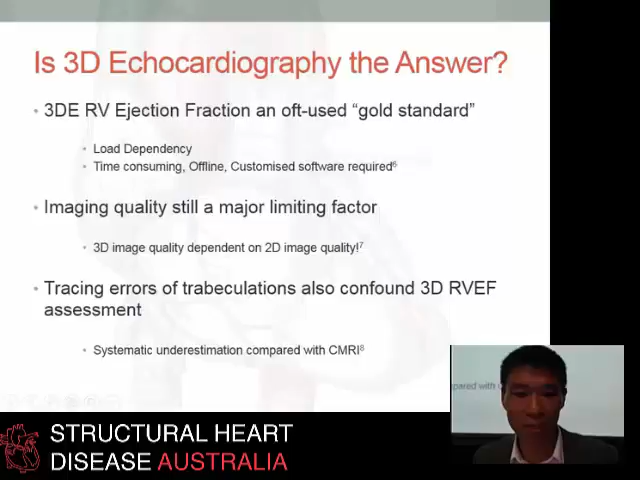 Is 3D Echocardiography the Answer?
• 3DE RV Ejection Fraction an oft-used “gold standard”
• Load Dependency
• Time consuming, Offline, Customised software required⁶
• Imaging quality still a major limiting factor
• 3D image quality dependent on 2D image quality!⁷
• Tracing errors of trabeculations also confound 3D RVEF
assessment
• Systematic underestimation compared with CMRI⁸
pared with
STRUCTURAL HEART
DISEASE AUSTRALIA